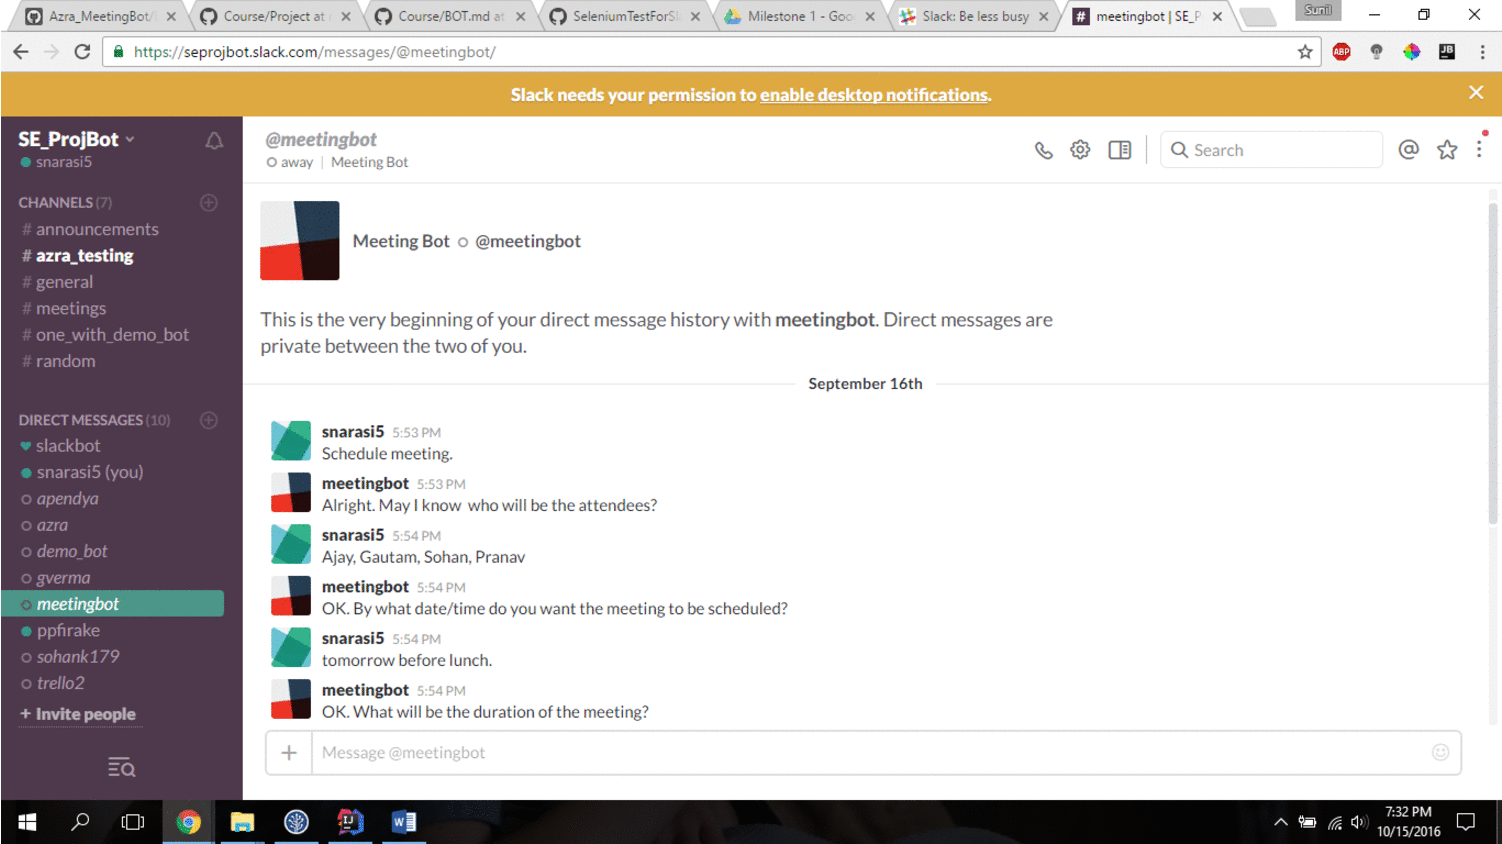 Azra_MeetingBot/
Course/Project at
Course/BOT.md at
SeleniumTestForSl
Milestone 1 - Goo
Slack: Be less busy
meetingbot | SE_P
Sunil
https://seprojbot.slack.com/messages/@meetingbot/
ABP
JB
Slack needs your permission to enable desktop notifications.
SE_ProjBot
snarasi5
CHANNELS (7)
# announcements
# azra_testing
# general
# meetings
# one_with_demo_bot
# random
DIRECT MESSAGES (10)
slackbot
snarasi5 (you)
apendya
azra
demo_bot
gverma
meetingbot
ppfirake
sohank179
trello2
+ Invite people
@meetingbot
away | Meeting Bot
Search
Meeting Bot @meetingbot
This is the very beginning of your direct message history with meetingbot. Direct messages are
private between the two of you.
September 16th
snarasi5 5:53 PM
Schedule meeting.
meetingbot 5:53 PM
Alright. May I know who will be the attendees?
snarasi5 5:54 PM
Ajay, Gautam, Sohan, Pranav
meetingbot 5:54 PM
OK. By what date/time do you want the meeting to be scheduled?
snarasi5 5:54 PM
tomorrow before lunch.
meetingbot 5:54 PM
OK. What will be the duration of the meeting?
Message @meetingbot
7:32 PM
10/15/2016